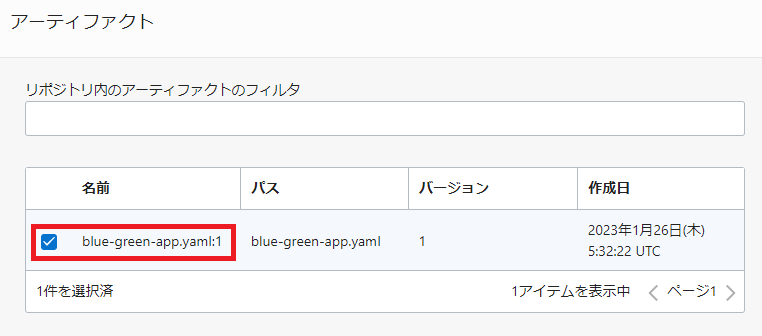 アーティファクト
リポジトリ内のアーティファクトのフィルタ
名前 パス バージョン 作成日
blue-green-app.yaml:1 blue-green-app.yaml 1 2023年1月26日(木)
5:32:22 UTC
1件を選択済 1アイテムを表示中 ページ1